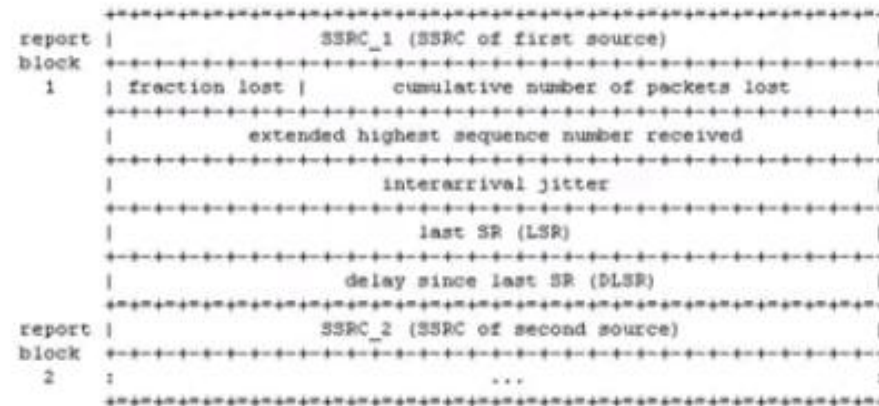 +=+=+=+=+=+=+=+=+=+=+=+=+=+=+=+=+=+=+=+=+=+=+=+=+=+=+=+=+=+=+=+=+
report | SSRC_1 (SSRC of first source) |
block +-+-+-+-+-+-+-+-+-+-+-+-+-+-+-+-+-+-+-+-+-+-+-+-+-+-+-+-+-+-+-+-+
1 | fraction lost | cumulative number of packets lost |
+-+-+-+-+-+-+-+-+-+-+-+-+-+-+-+-+-+-+-+-+-+-+-+-+-+-+-+-+-+-+-+-+
| extended highest sequence number received |
+-+-+-+-+-+-+-+-+-+-+-+-+-+-+-+-+-+-+-+-+-+-+-+-+-+-+-+-+-+-+-+-+
| interarrival jitter |
+-+-+-+-+-+-+-+-+-+-+-+-+-+-+-+-+-+-+-+-+-+-+-+-+-+-+-+-+-+-+-+-+
| last SR (LSR) |
+-+-+-+-+-+-+-+-+-+-+-+-+-+-+-+-+-+-+-+-+-+-+-+-+-+-+-+-+-+-+-+-+
| delay since last SR (DLSR) |
+=+=+=+=+=+=+=+=+=+=+=+=+=+=+=+=+=+=+=+=+=+=+=+=+=+=+=+=+=+=+=+=+
report | SSRC_2 (SSRC of second source) |
block +-+-+-+-+-+-+-+-+-+-+-+-+-+-+-+-+-+-+-+-+-+-+-+-+-+-+-+-+-+-+-+-+
2 : ... :
+=+=+=+=+=+=+=+=+=+=+=+=+=+=+=+=+=+=+=+=+=+=+=+=+=+=+=+=+=+=+=+=+